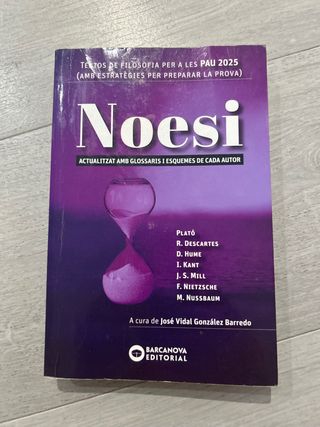 TEXTOS DE FILOSOFIA PER A LES PAU 2025
(AMB ESTRATÈGIES PER PREPARAR LA PROVA)
Noesi
ACTUALITZAT AMB GLOSSARIS I ESQUEMES DE CADA AUTOR
PLATÓ
R. DESCARTES
D. HUME
I. KANT
J. S. MILL
F. NIETZSCHE
M. NUSSBAUM
A cura de José Vidal González Barredo
BARCANOVA
EDITORIAL